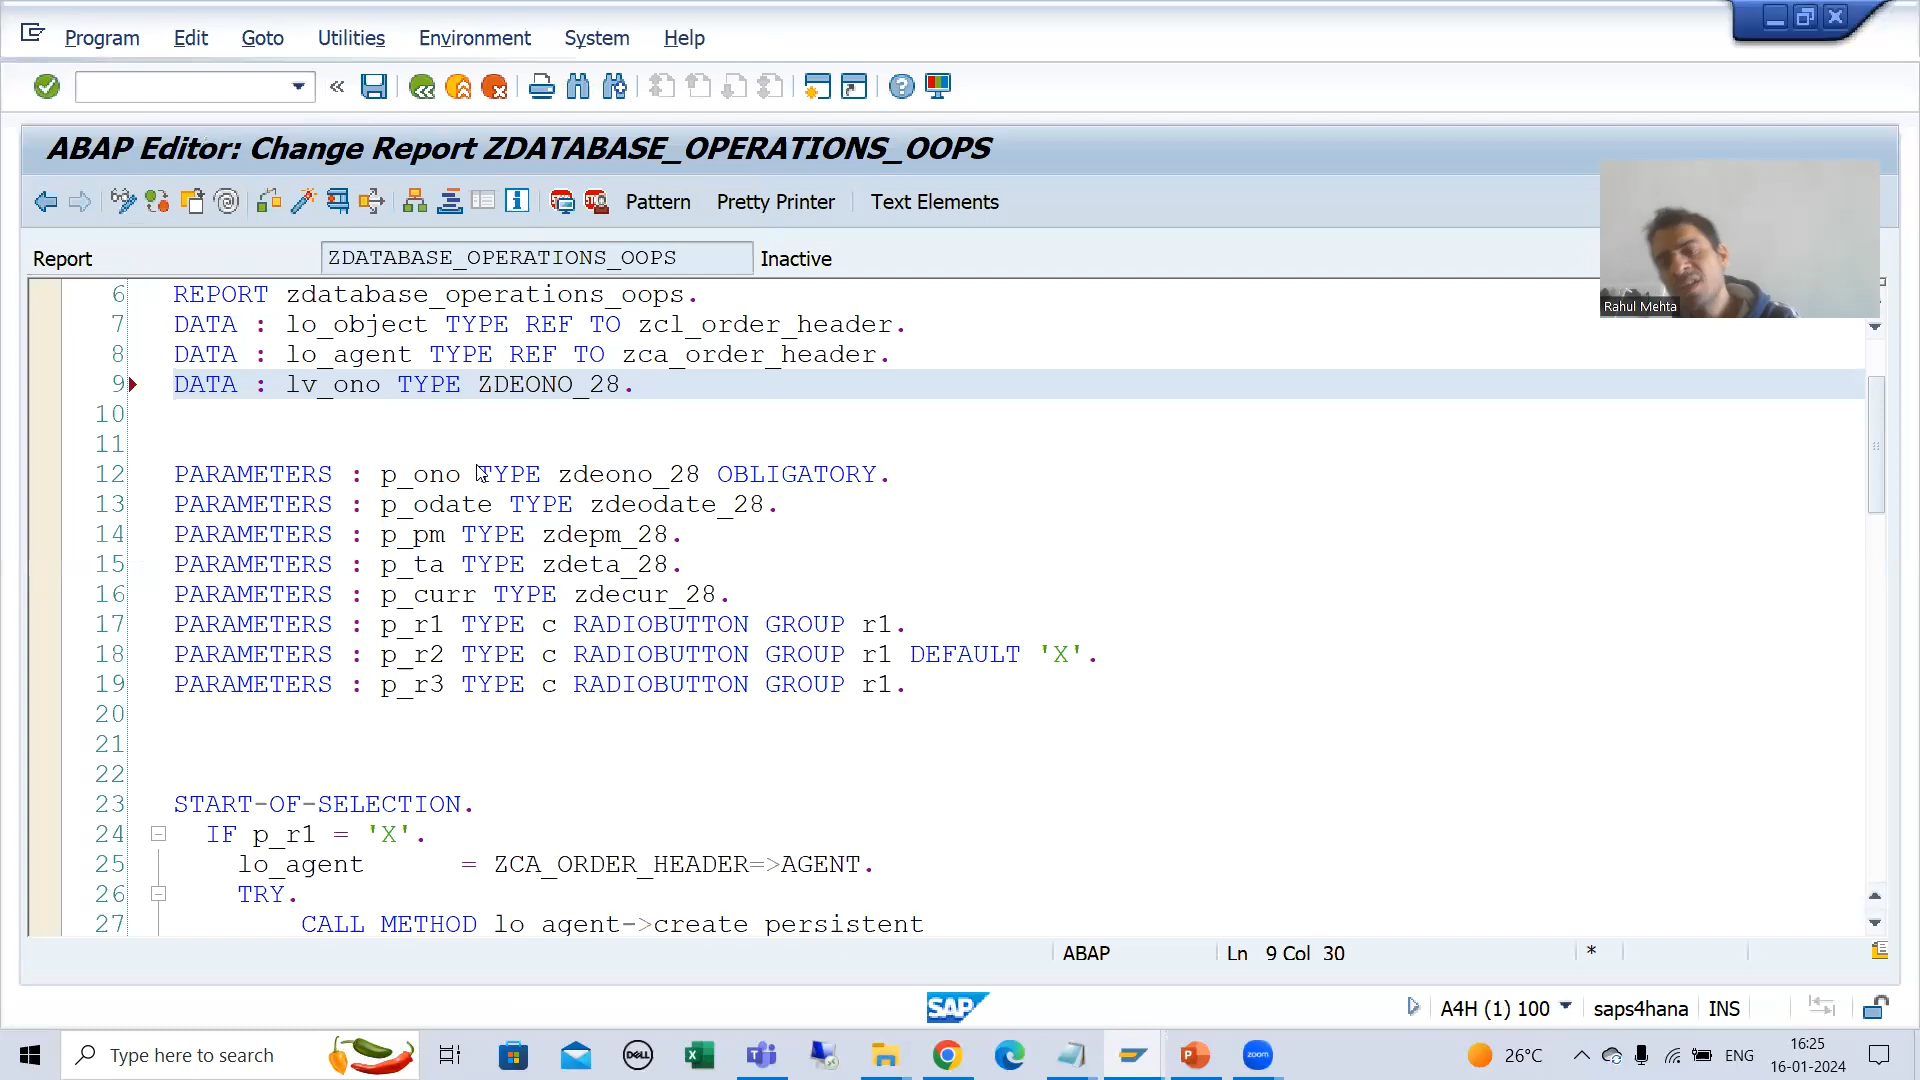 Program Edit Goto Utilities Environment System Help
ABAP Editor: Change Report ZDATABASE_OPERATIONS_OOPS
Pattern Pretty Printer Text Elements
Report ZDATABASE_OPERATIONS_OOPS Inactive
Rahul Mehta
6 REPORT zdatabase_operations_oops.
7 DATA : lo_object TYPE REF TO zcl_order_header.
8 DATA : lo_agent TYPE REF TO zca_order_header.
9 DATA : lv_ono TYPE ZDEONO_28.
10
11
12 PARAMETERS : p_ono TYPE zdeono_28 OBLIGATORY.
13 PARAMETERS : p_odate TYPE zdeodate_28.
14 PARAMETERS : p_pm TYPE zdepm_28.
15 PARAMETERS : p_ta TYPE zdeta_28.
16 PARAMETERS : p_curr TYPE zdecur_28.
17 PARAMETERS : p_r1 TYPE c RADIOBUTTON GROUP r1.
18 PARAMETERS : p_r2 TYPE c RADIOBUTTON GROUP r1 DEFAULT 'X'.
19 PARAMETERS : p_r3 TYPE c RADIOBUTTON GROUP r1.
20
21
22
23 START-OF-SELECTION.
24 IF p_r1 = 'X'.
25 lo_agent = ZCA_ORDER_HEADER=>AGENT.
26 TRY.
27 CALL METHOD lo_agent->create_persistent
ABAP Ln 9 Col 30 *
SAP A4H (1) 100 saps4hana INS
Type here to search DELL zoom 26°C ENG 16:25
16-01-2024